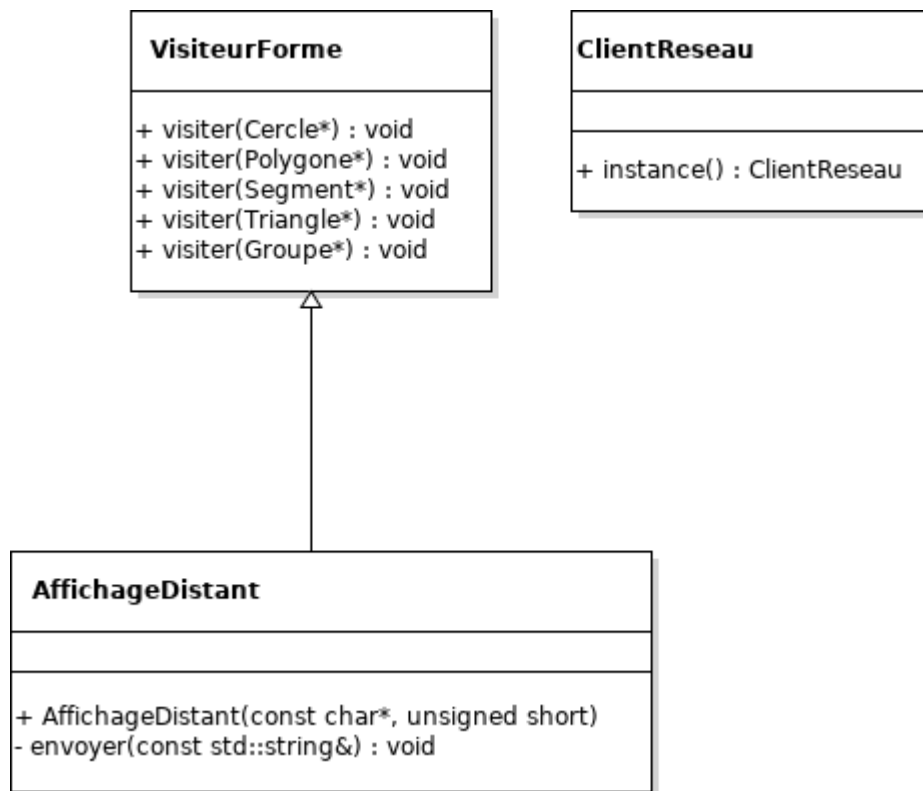 VisiteurForme
+ visiter(Cercle*) : void
+ visiter(Polygone*) : void
+ visiter(Segment*) : void
+ visiter(Triangle*) : void
+ visiter(Groupe*) : void
ClientReseau
+ instance() : ClientReseau
AffichageDistant
+ AffichageDistant(const char*, unsigned short)
- envoyer(const std::string&) : void